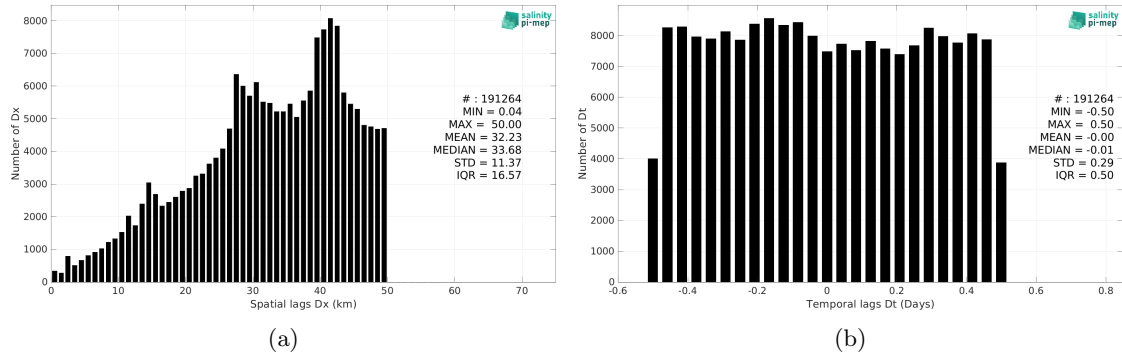 salinity
pi-mep
Number of Dx
8000
7000
6000
5000
4000
3000
2000
1000
0
# : 191264
MIN = 0.04
MAX = 50.00
MEAN = 32.23
MEDIAN = 33.68
STD = 11.37
IQR = 16.57
0 10 20 30 40 50 60 70
Spatial lags Dx (km)
(a)
salinity
pi-mep
Number of Dt
8000
7000
6000
5000
4000
3000
2000
1000
0
# : 191264
MIN = -0.50
MAX = 0.50
MEAN = -0.00
MEDIAN = -0.01
STD = 0.29
IQR = 0.50
-0.6 -0.4 -0.2 0 0.2 0.4 0.6 0.8
Temporal lags Dt (Days)
(b)